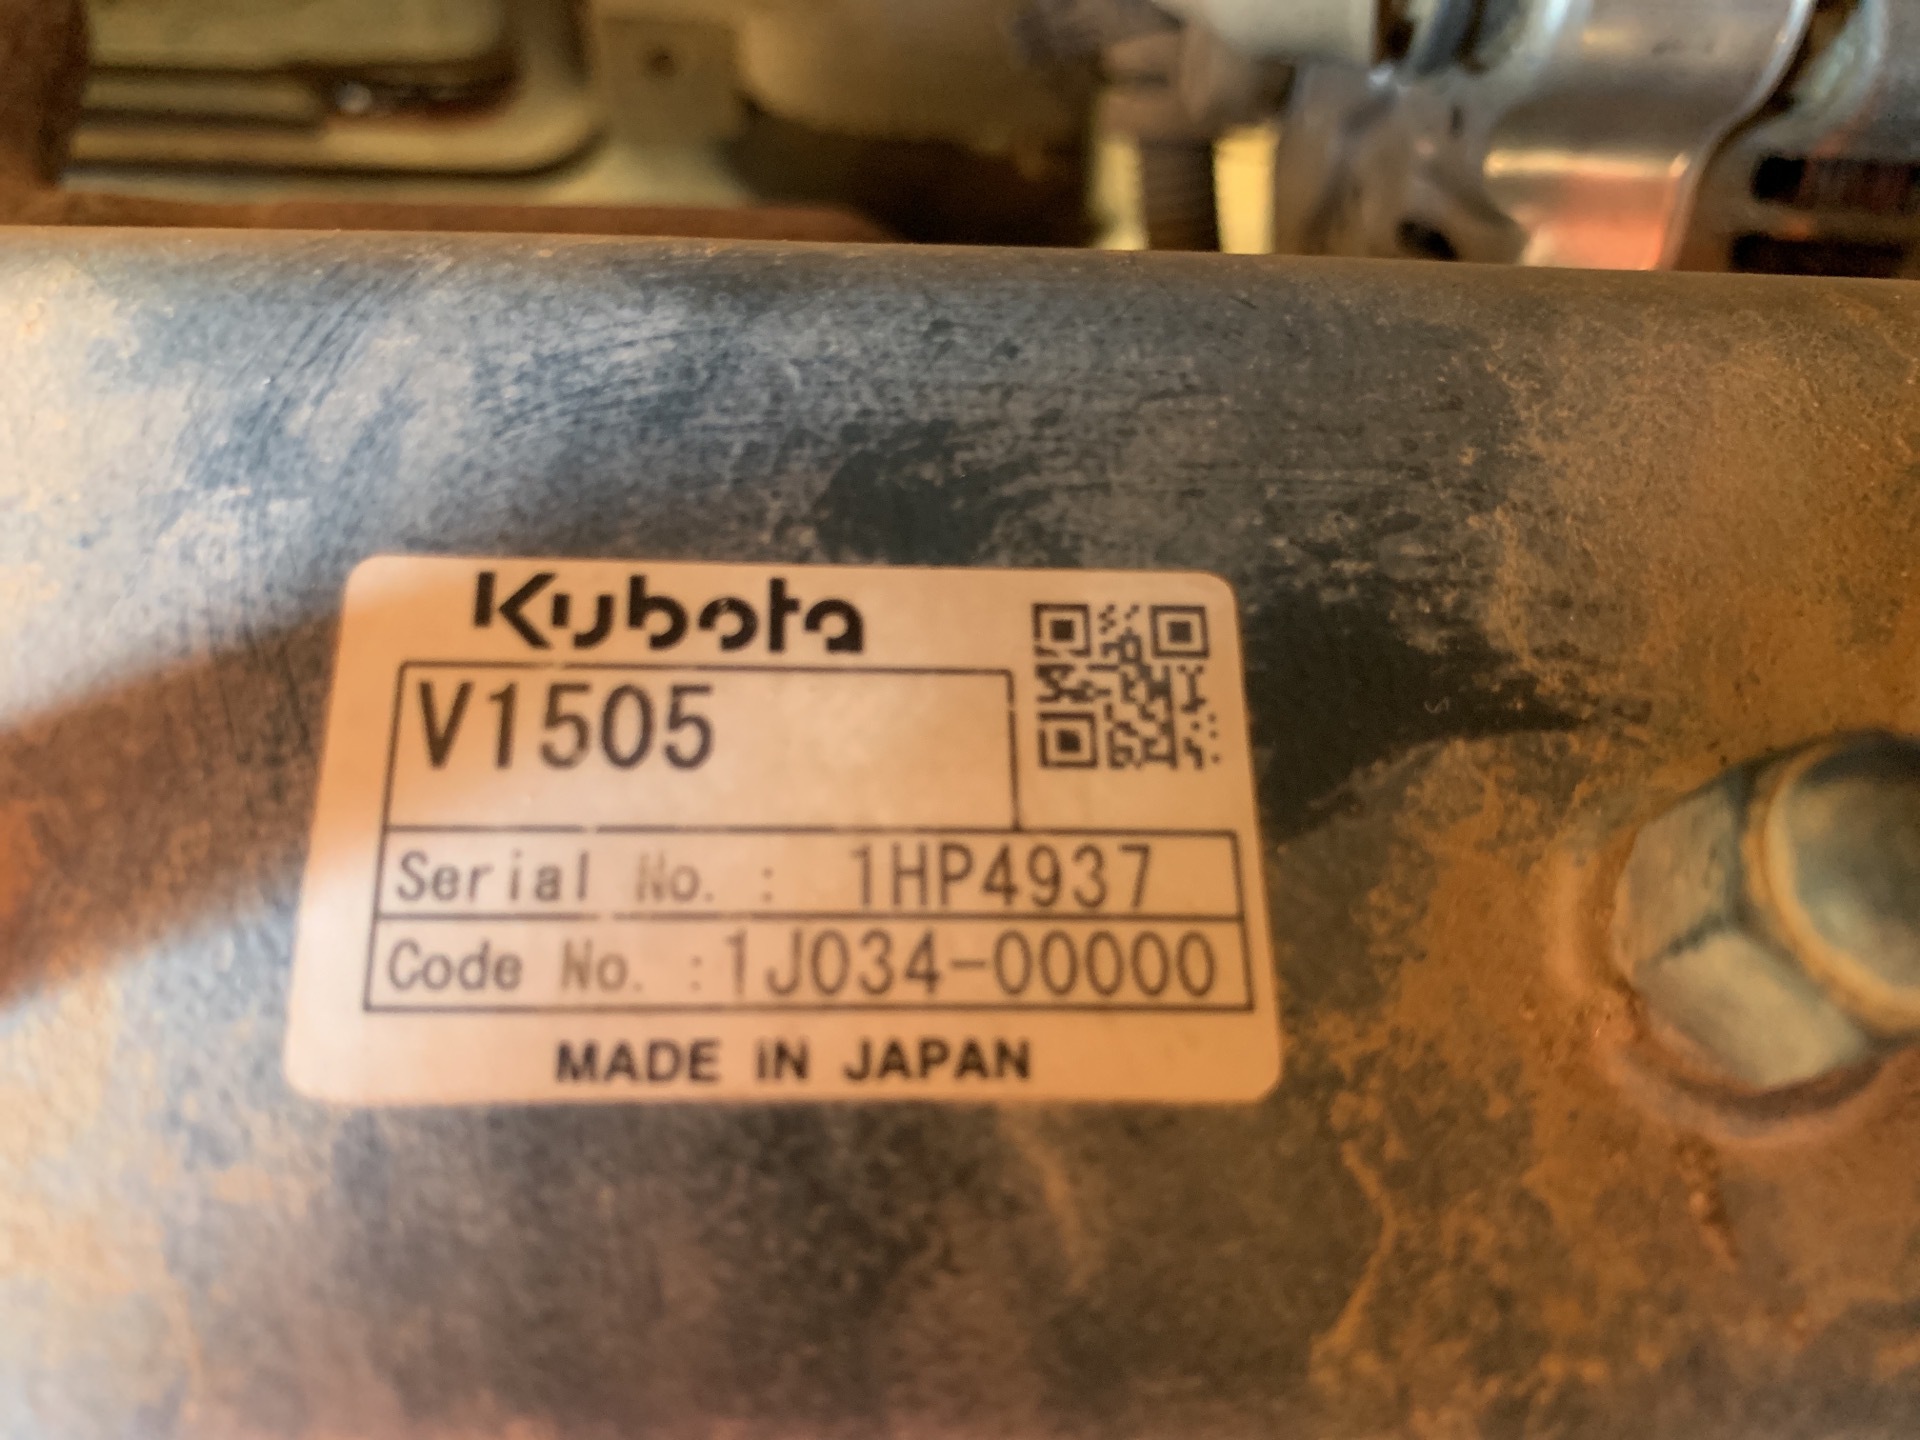 Kubota
V1505
Serial No. : 1HP4937
Code No. :1J034-00000
MADE IN JAPAN